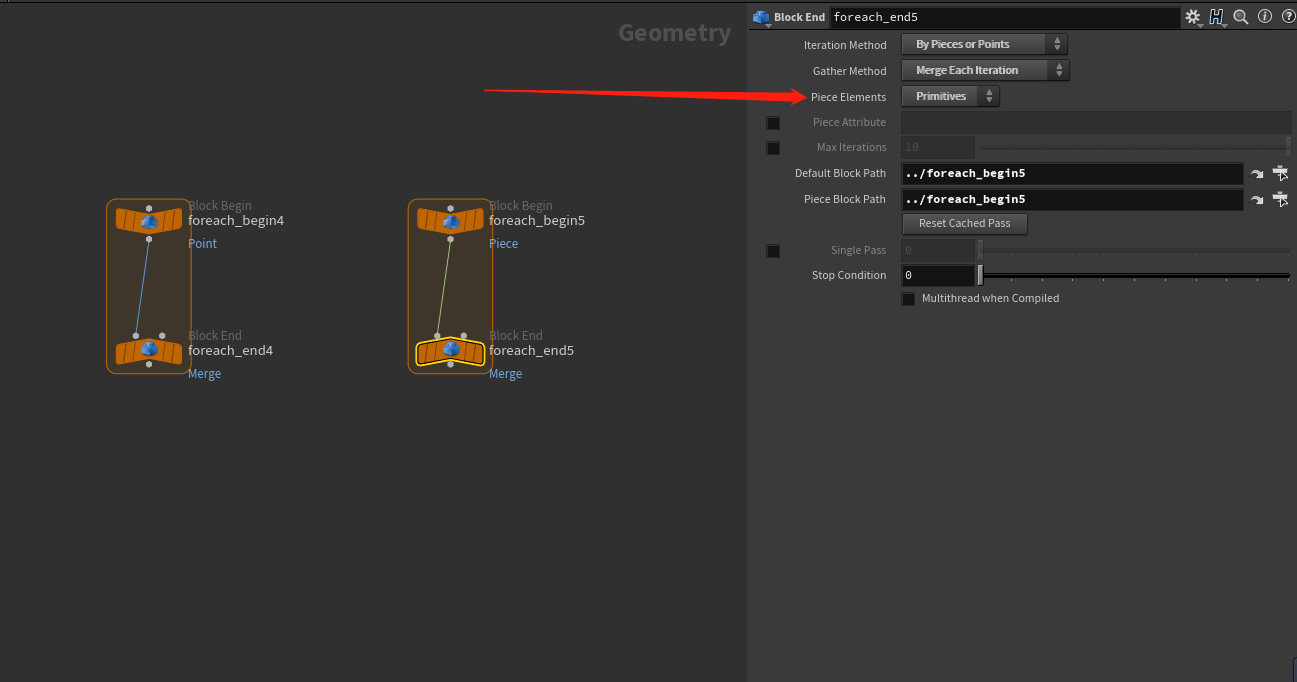 Geometry
Block Begin
foreach_begin4
Point
Block End
foreach_end4
Merge
Block Begin
foreach_begin5
Piece
Block End
foreach_end5
Merge
Block End foreach_end5
Iteration Method By Pieces or Points
Gather Method Merge Each Iteration
Piece Elements Primitives
Piece Attribute
Max Iterations 10
Default Block Path ../foreach_begin5
Piece Block Path ../foreach_begin5
Reset Cached Pass
Single Pass 0
Stop Condition 0
Multithread when Compiled